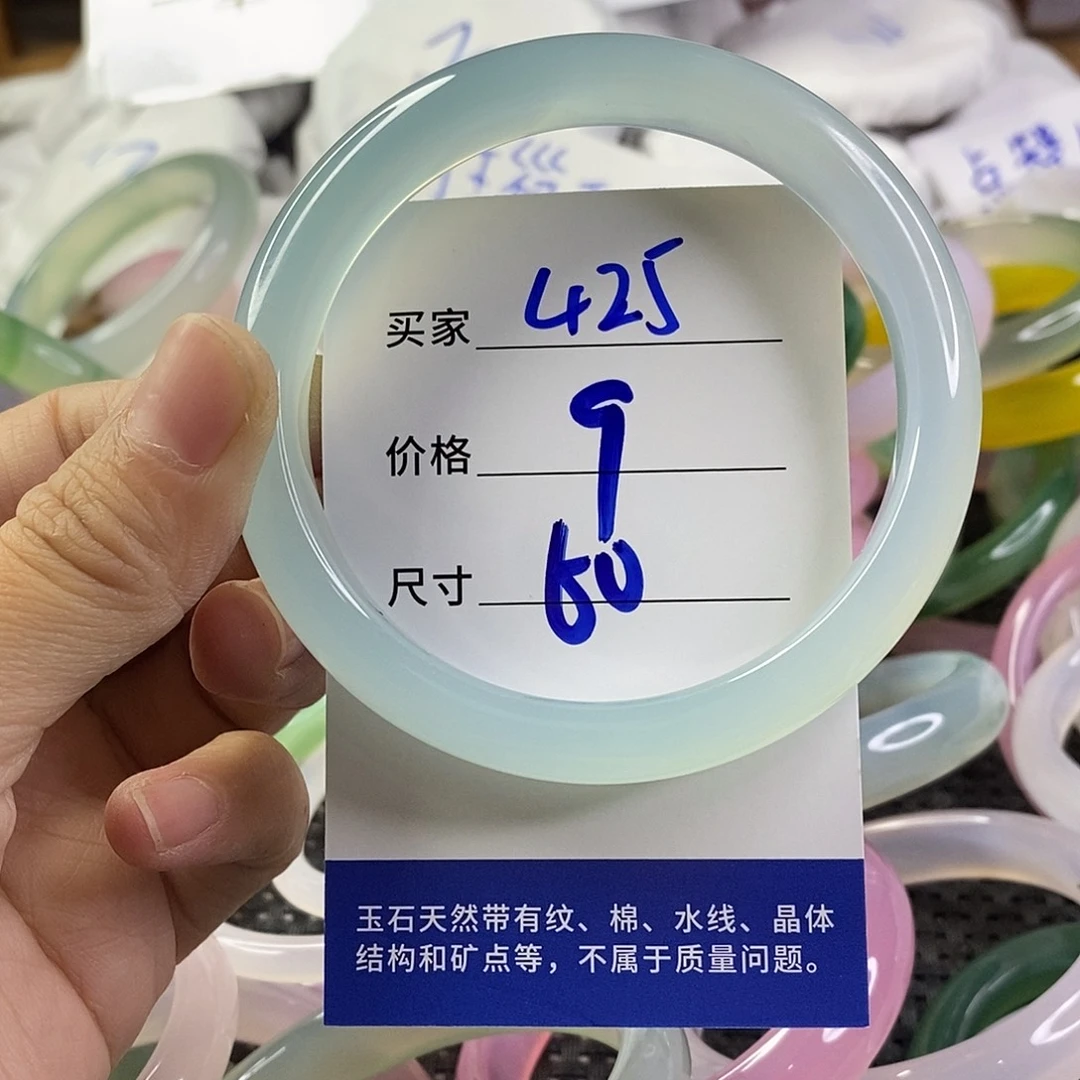 买家 425
价格 9
尺寸 60
玉石天然带有纹、棉、水线、晶体
结构和矿点等，不属于质量问题。